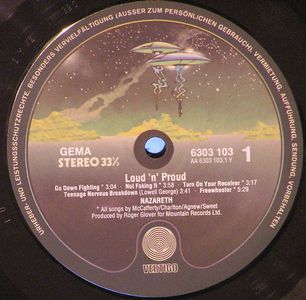 URHEBER- UND LEISTUNGSSCHUTZRECHTE, BESONDERS VERVIELFÄLTIGUNG (AUSSER ZUM PERSÖNLICHEN GEBRAUCH) VERMIETUNG, AUFFÜHRUNG, SENDUNG, VORBEHALTEN!
GEMA
STEREO 33⅓
6303 103
AA 6303 103.1 Y
1
Loud 'n' Proud
Go Down Fighting * 3:04 · Not Faking It * 3:58 · Turn On Your Receiver * 3:17
Teenage Nervous Breakdown (Lowell George) 3:41 · Freewheeler * 5:29
NAZARETH
* All songs by McCafferty/Charlton/Agnew/Sweet
Produced by Roger Glover for Mountain Records Ltd.
VERTIGO